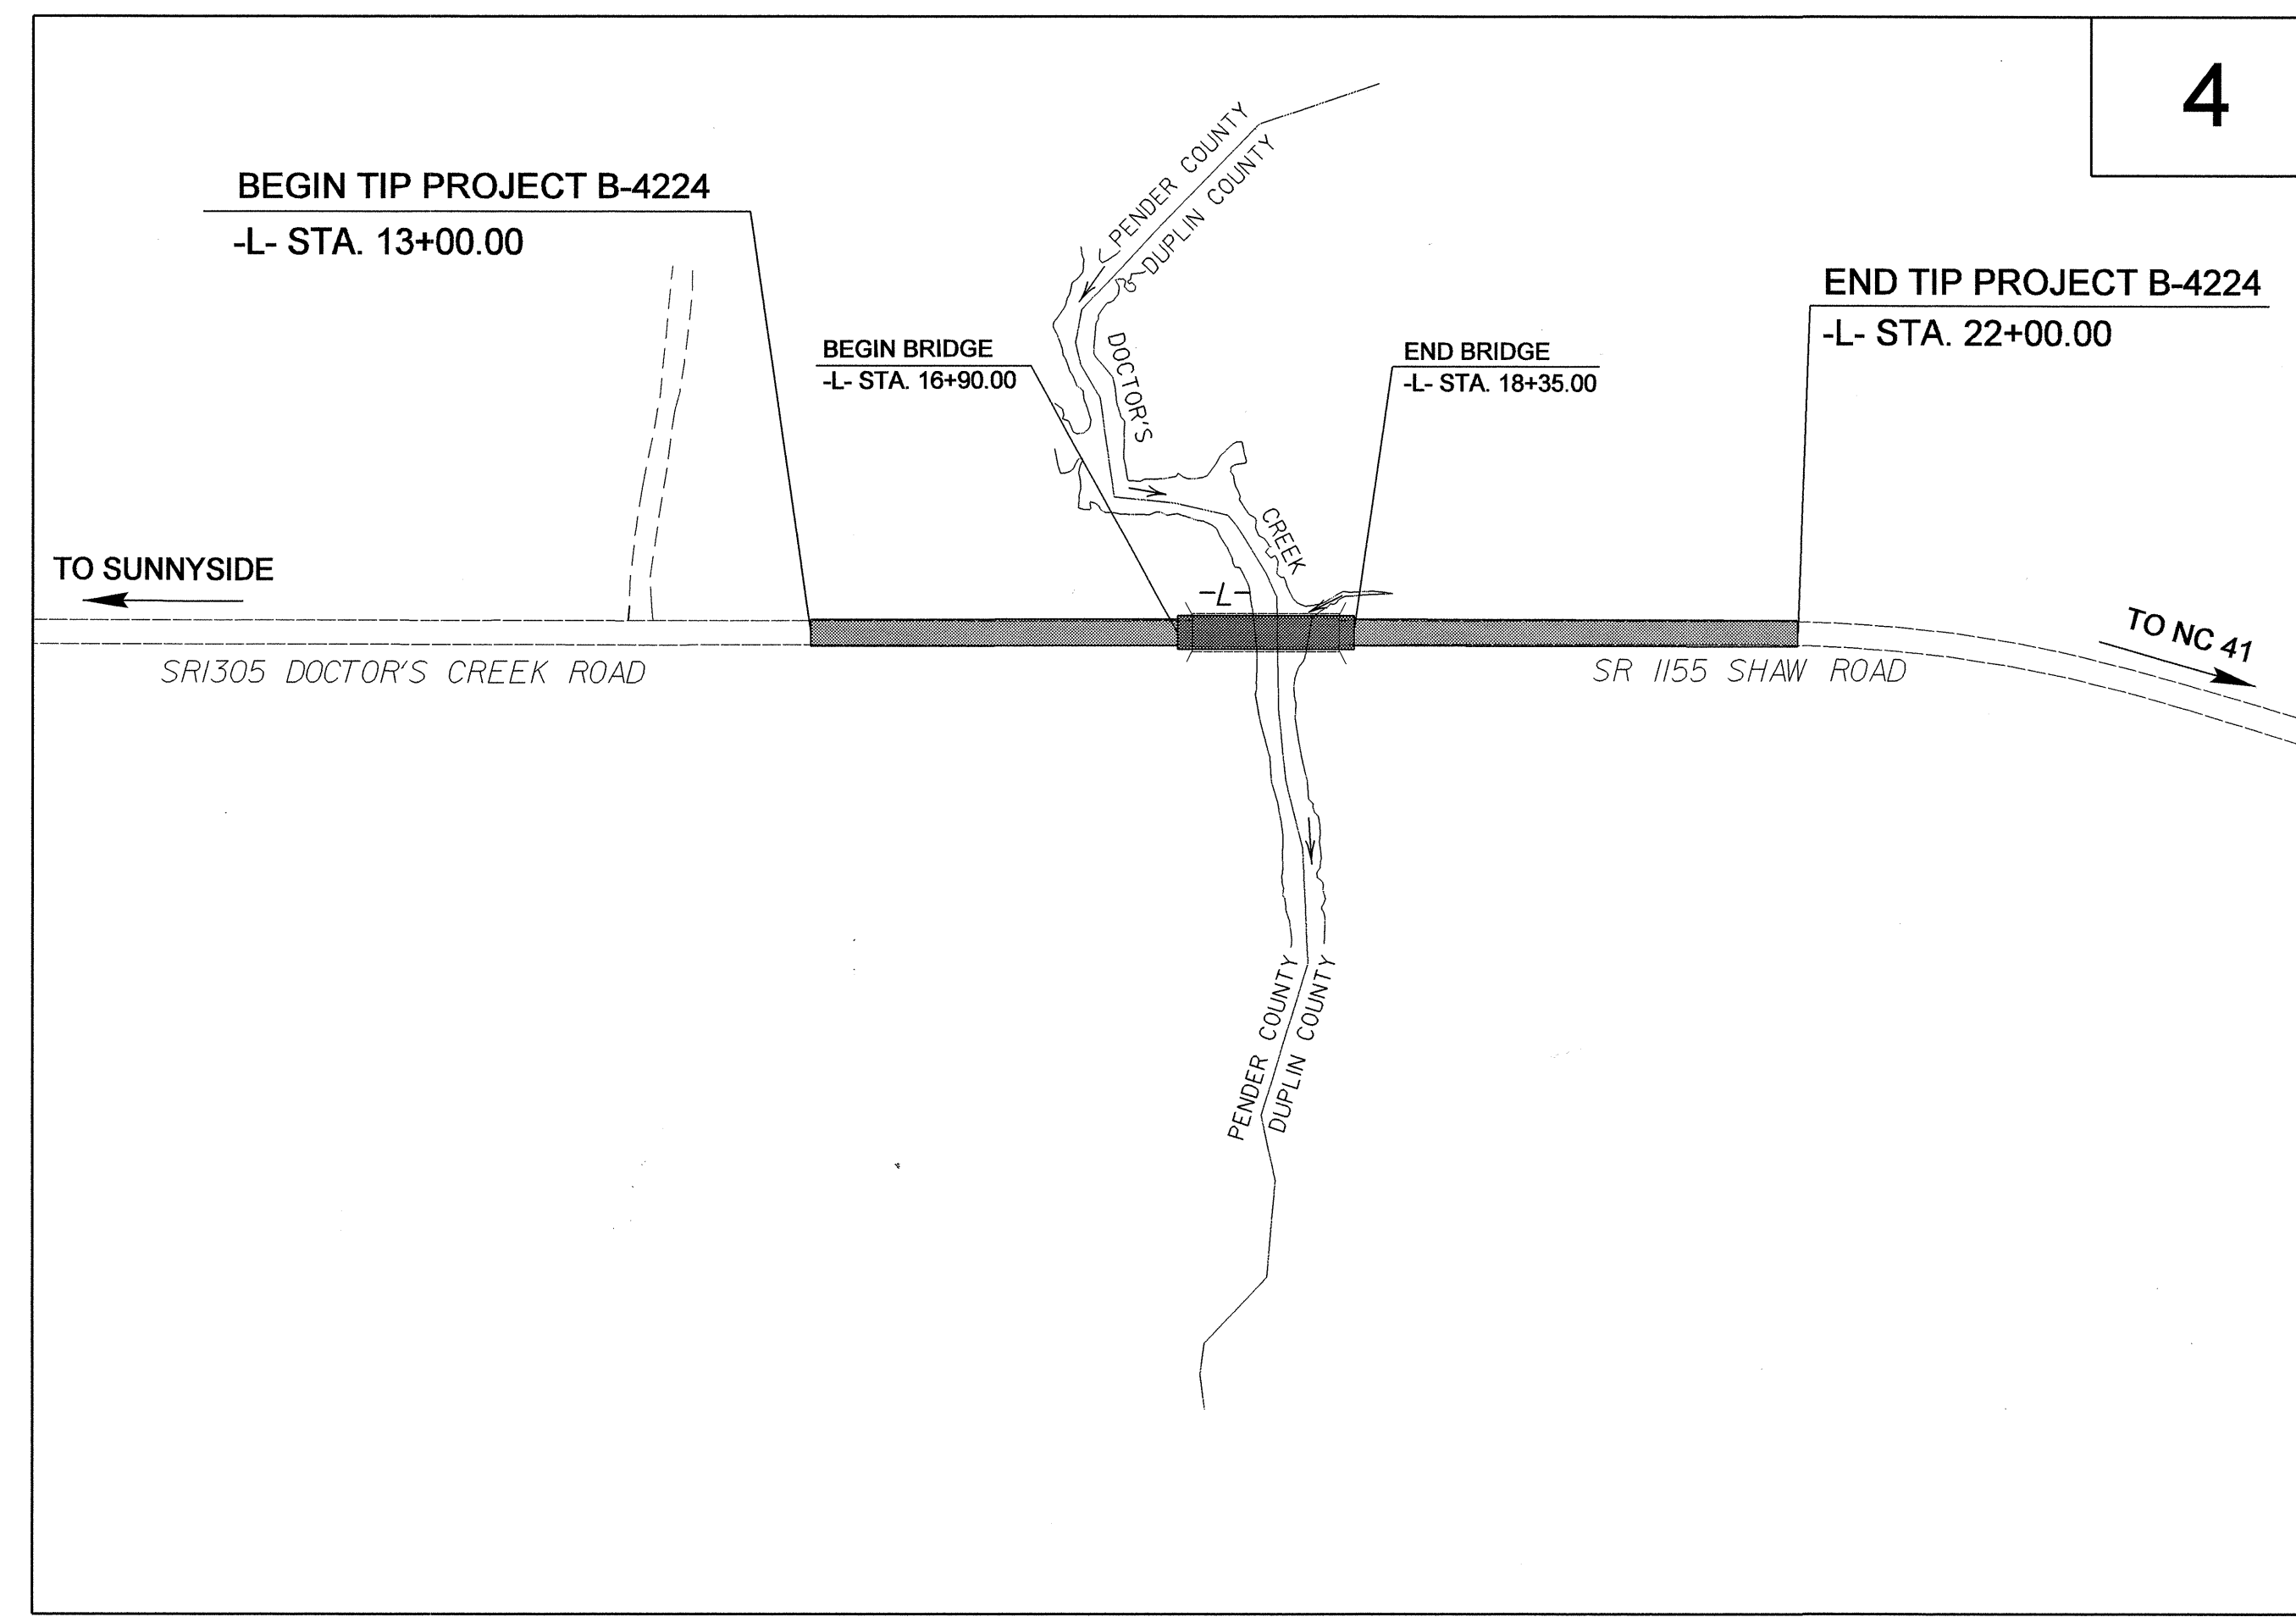 4
BEGIN TIP PROJECT B-4224
-L- STA. 13+00.00
PENDER COUNTY
DUPLIN COUNTY
END TIP PROJECT B-4224
-L- STA. 22+00.00
BEGIN BRIDGE
-L- STA. 16+90.00
DOCTOR'S
END BRIDGE
-L- STA. 18+35.00
CREEK
TO SUNNYSIDE
-L-
TO NC 41
SR1305 DOCTOR'S CREEK ROAD
SR 1155 SHAW ROAD
PENDER COUNTY
DUPLIN COUNTY